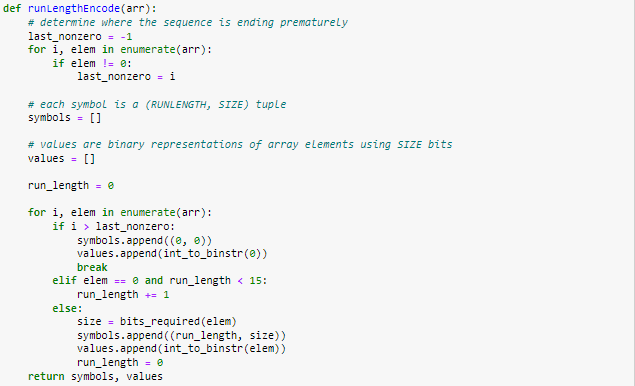 def runLengthEncode(arr):
    # determine where the sequence is ending prematurely
    last_nonzero = -1
    for i, elem in enumerate(arr):
        if elem != 0:
            last_nonzero = i
    # each symbol is a (RUNLENGTH, SIZE) tuple
    symbols = []
    # values are binary representations of array elements using SIZE bits
    values = []
    run_length = 0
    for i, elem in enumerate(arr):
        if i > last_nonzero:
            symbols.append((0, 0))
            values.append(int_to_binstr(0))
            break
        elif elem == 0 and run_length < 15:
            run_length += 1
        else:
            size = bits_required(elem)
            symbols.append((run_length, size))
            values.append(int_to_binstr(elem))
            run_length = 0
    return symbols, values